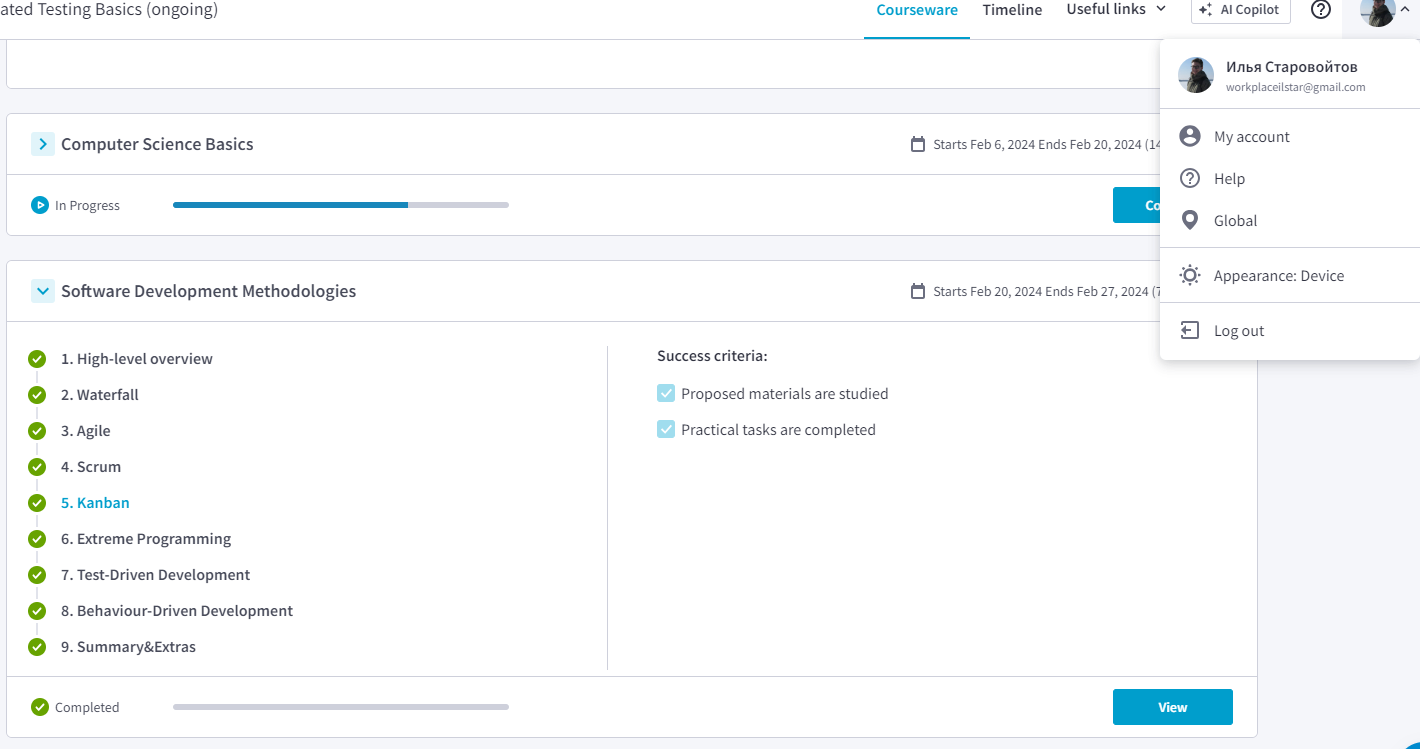 ated Testing Basics (ongoing)
Courseware
Timeline
Useful links
AI Copilot
Илья Старовойтов
workplaceilstar@gmail.com
My account
Help
Global
Appearance: Device
Log out
Computer Science Basics
Starts Feb 6, 2024 Ends Feb 20, 2024 (14
In Progress
Co
Software Development Methodologies
Starts Feb 20, 2024 Ends Feb 27, 2024 (7
1. High-level overview
2. Waterfall
3. Agile
4. Scrum
5. Kanban
6. Extreme Programming
7. Test-Driven Development
8. Behaviour-Driven Development
9. Summary&Extras
Success criteria:
Proposed materials are studied
Practical tasks are completed
Completed
View